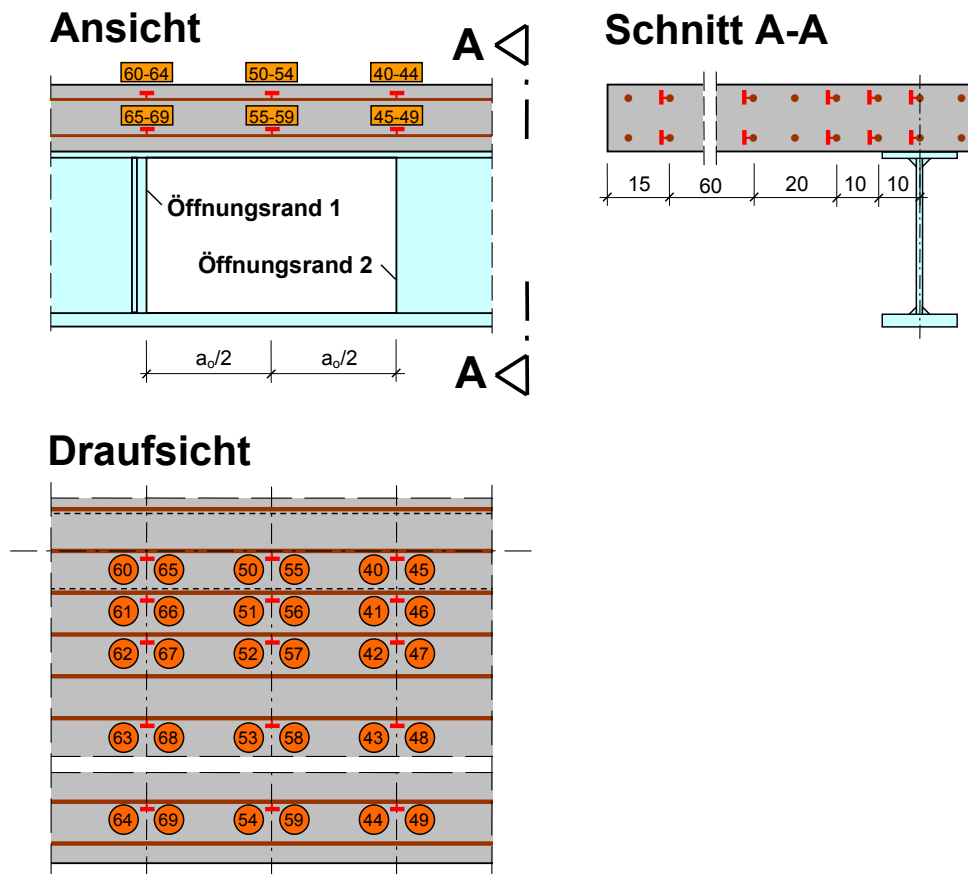 Ansicht
A
Schnitt A-A
60-64 50-54 40-44
65-69 55-59 45-49
Öffnungsrand 1
Öffnungsrand 2
15 60 20 10 10
aₒ/2 aₒ/2
A
Draufsicht
60 65 50 55 40 45
61 66 51 56 41 46
62 67 52 57 42 47
63 68 53 58 43 48
64 69 54 59 44 49